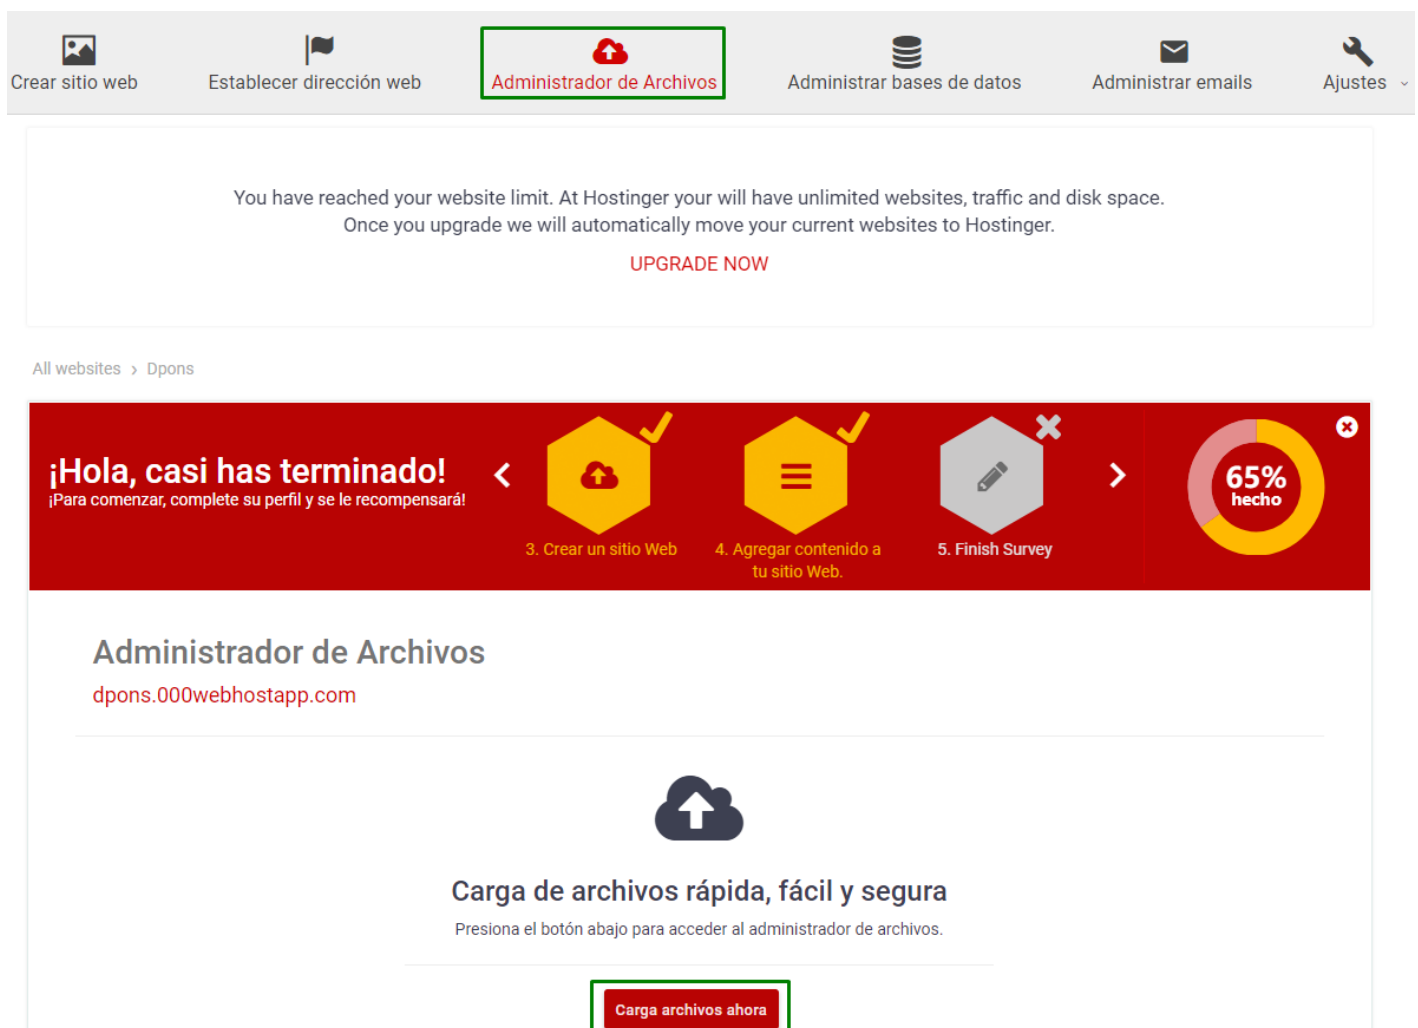 Crear sitio web
Establecer dirección web
Administrador de Archivos
Administrar bases de datos
Administrar emails
Ajustes
You have reached your website limit. At Hostinger your will have unlimited websites, traffic and disk space.
Once you upgrade we will automatically move your current websites to Hostinger.
UPGRADE NOW
All websites › Dpons
¡Hola, casi has terminado!
¡Para comenzar, complete su perfil y se le recompensará!
3. Crear un sitio Web
4. Agregar contenido a
tu sitio Web.
5. Finish Survey
65%
hecho
Administrador de Archivos
dpons.000webhostapp.com
Carga de archivos rápida, fácil y segura
Presiona el botón abajo para acceder al administrador de archivos.
Carga archivos ahora